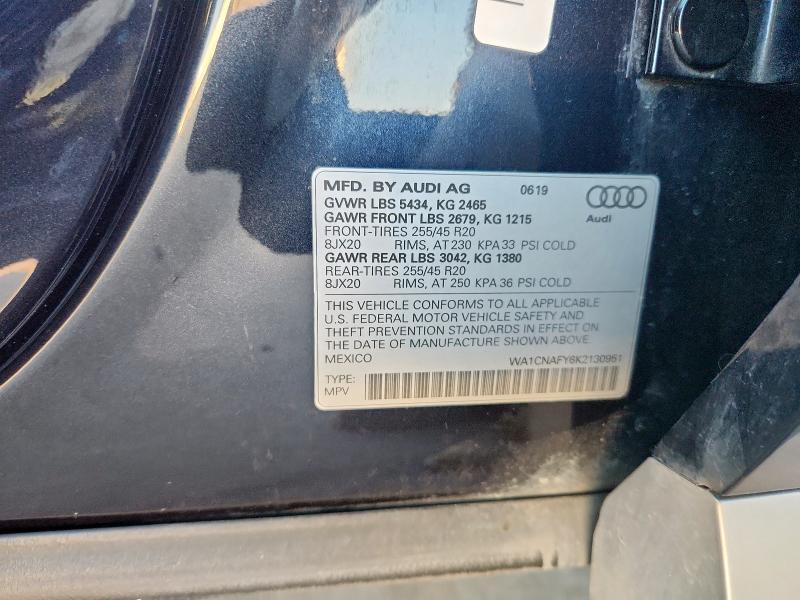 MFD. BY AUDI AG 0619
GVWR LBS 5434, KG 2465
GAWR FRONT LBS 2679, KG 1215
FRONT-TIRES 255/45 R20
8JX20 RIMS, AT 230 KPA 33 PSI COLD
GAWR REAR LBS 3042, KG 1380
REAR-TIRES 255/45 R20
8JX20 RIMS, AT 250 KPA 36 PSI COLD
Audi
THIS VEHICLE CONFORMS TO ALL APPLICABLE
U.S. FEDERAL MOTOR VEHICLE SAFETY AND
THEFT PREVENTION STANDARDS IN EFFECT ON
THE DATE OF MANUFACTURE SHOWN ABOVE.
MEXICO WA1CNAFY6K2130951
TYPE:
MPV